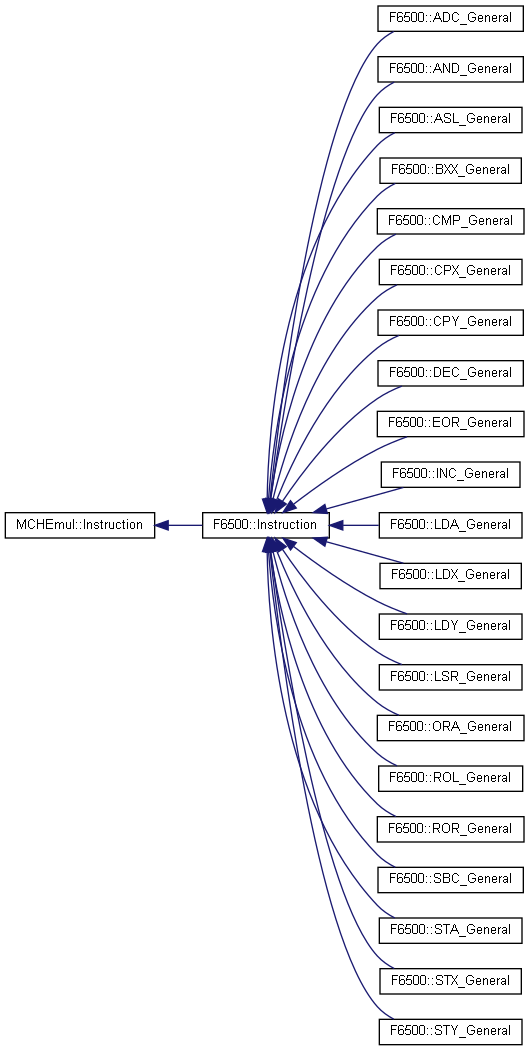 F6500::ADC_General
F6500::AND_General
F6500::ASL_General
F6500::BXX_General
F6500::CMP_General
F6500::CPX_General
F6500::CPY_General
F6500::DEC_General
F6500::EOR_General
F6500::INC_General
MCHEmul::Instruction
F6500::Instruction
F6500::LDA_General
F6500::LDX_General
F6500::LDY_General
F6500::LSR_General
F6500::ORA_General
F6500::ROL_General
F6500::ROR_General
F6500::SBC_General
F6500::STA_General
F6500::STX_General
F6500::STY_General